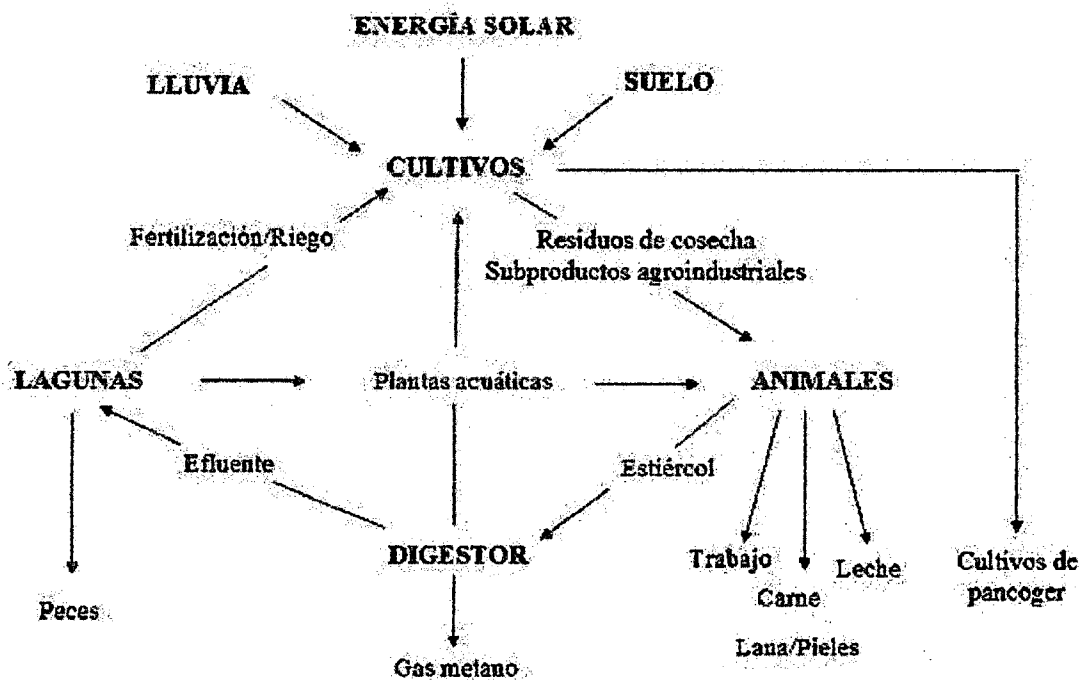 ENERGÍA SOLAR
LLUVIA
SUELO
CULTIVOS
Fertilización/Riego
Residuos de cosecha
Subproductos agroindustriales
LAGUNAS
Plantas acuáticas
ANIMALES
Efluente
Estiércol
DIGESTOR
Trabajo
Leche
Cultivos de
pancoger
Carne
Peces
Lana/Pieles
Gas metano